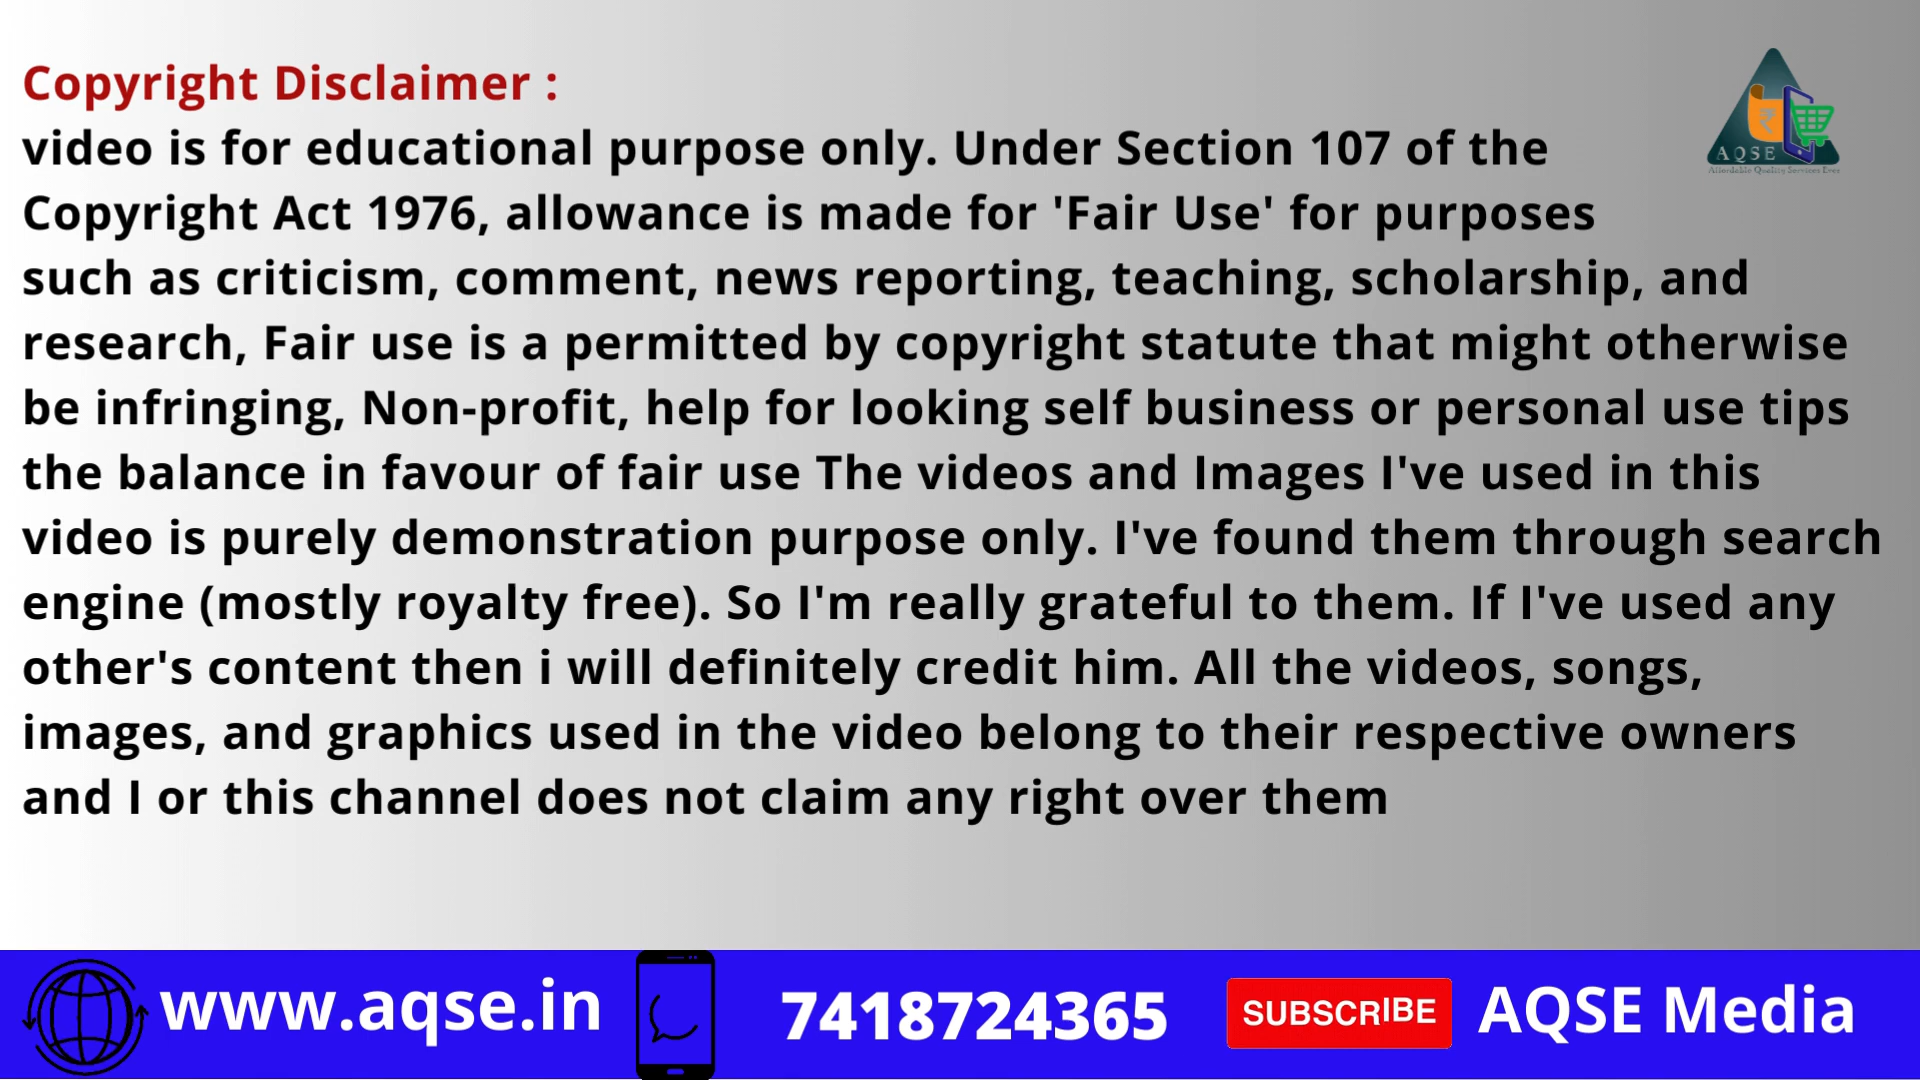 Copyright Disclaimer :
video is for educational purpose only. Under Section 107 of the
Copyright Act 1976, allowance is made for 'Fair Use' for purposes
such as criticism, comment, news reporting, teaching, scholarship, and
research, Fair use is a permitted by copyright statute that might otherwise
be infringing, Non-profit, help for looking self business or personal use tips
the balance in favour of fair use The videos and Images I've used in this
video is purely demonstration purpose only. I've found them through search
engine (mostly royalty free). So I'm really grateful to them. If I've used any
other's content then i will definitely credit him. All the videos, songs,
images, and graphics used in the video belong to their respective owners
and I or this channel does not claim any right over them
₹
AQSE
Affordable Quality Services Ever
www.aqse.in
7418724365
SUBSCRIBE
AQSE Media